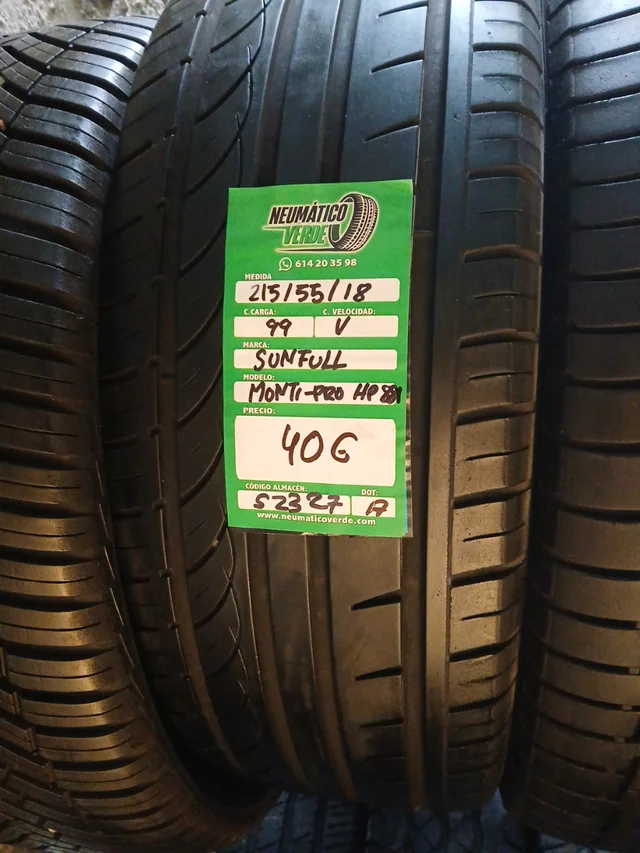 NEUMÁTICO
VERDE
614 20 35 98
MEDIDA
215/55/18
C.CARGA: C. VELOCIDAD:
99 V
MARCA:
SUNFULL
MODELO:
MONTI-PRO HP
PRECIO:
40€
CÓDIGO ALMACÉN: DOT:
S2327 17
www.neumaticoverde.com